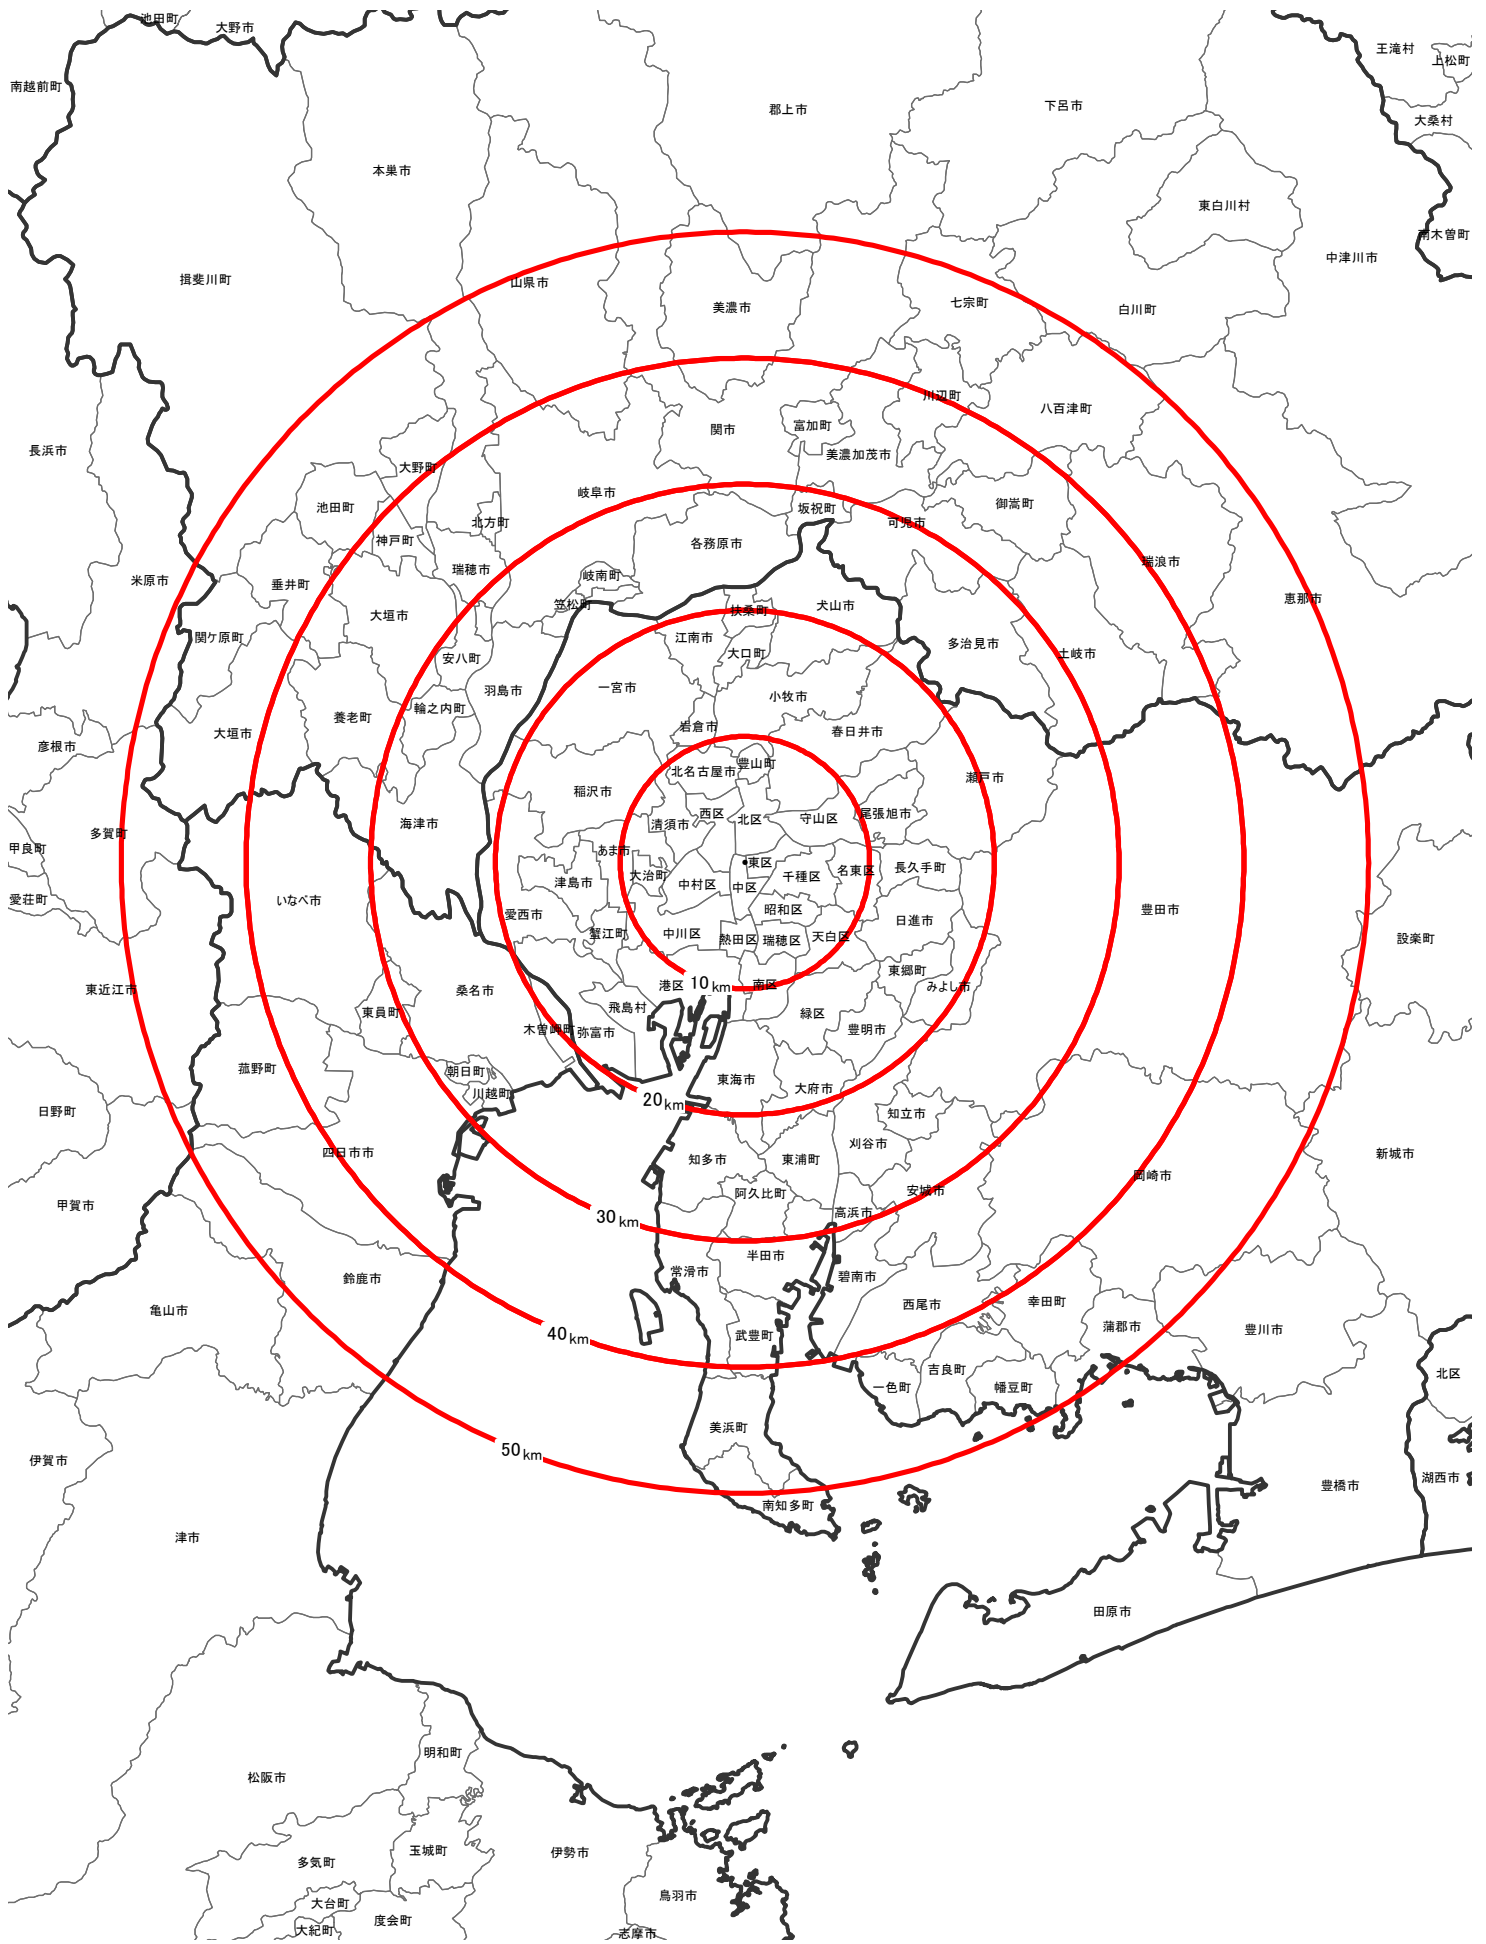 池田町
大野市
南越前町
王滝村
上松町
郡上市
下呂市
大桑村
本巣市
東白川村
南木曽町
中津川市
揖斐川町
山県市
美濃市
七宗町
白川町
川辺町
八百津町
関市
富加町
長浜市
美濃加茂市
大野町
岐阜市
御嵩町
池田町
坂祝町
北方町
可児市
神戸町
各務原市
瑞浪市
瑞穂市
岐南町
米原市
垂井町
恵那市
笠松町
扶桑町
犬山市
大垣市
関ケ原町
江南市
多治見市
大口町
土岐市
安八町
羽島市
一宮市
小牧市
輪之内町
養老町
岩倉市
春日井市
大垣市
彦根市
豊山町
北名古屋市
瀬戸市
稲沢市
西区
尾張旭市
北区
守山区
清須市
海津市
多賀町
甲良町
あま市
東区
長久手町
名東区
大治町
千種区
津島市
中村区
中区
愛荘町
いなべ市
昭和区
豊田市
愛西市
日進市
蟹江町
中川区
熱田区
瑞穂区
天白区
設楽町
東郷町
10km
港区
南区
みよし市
東近江市
桑名市
飛島村
東員町
緑区
木曽岬町
弥富市
豊明市
菰野町
朝日町
東海市
大府市
川越町
20km
日野町
知立市
刈谷市
四日市市
知多市
東浦町
新城市
岡崎市
阿久比町
安城市
甲賀市
高浜市
30km
半田市
常滑市
碧南市
鈴鹿市
西尾市
幸田町
亀山市
蒲郡市
豊川市
40km
武豊町
吉良町
北区
一色町
幡豆町
美浜町
50km
伊賀市
湖西市
豊橋市
南知多町
津市
田原市
明和町
松阪市
玉城町
伊勢市
多気町
鳥羽市
大台町
度会町
大紀町
志摩市